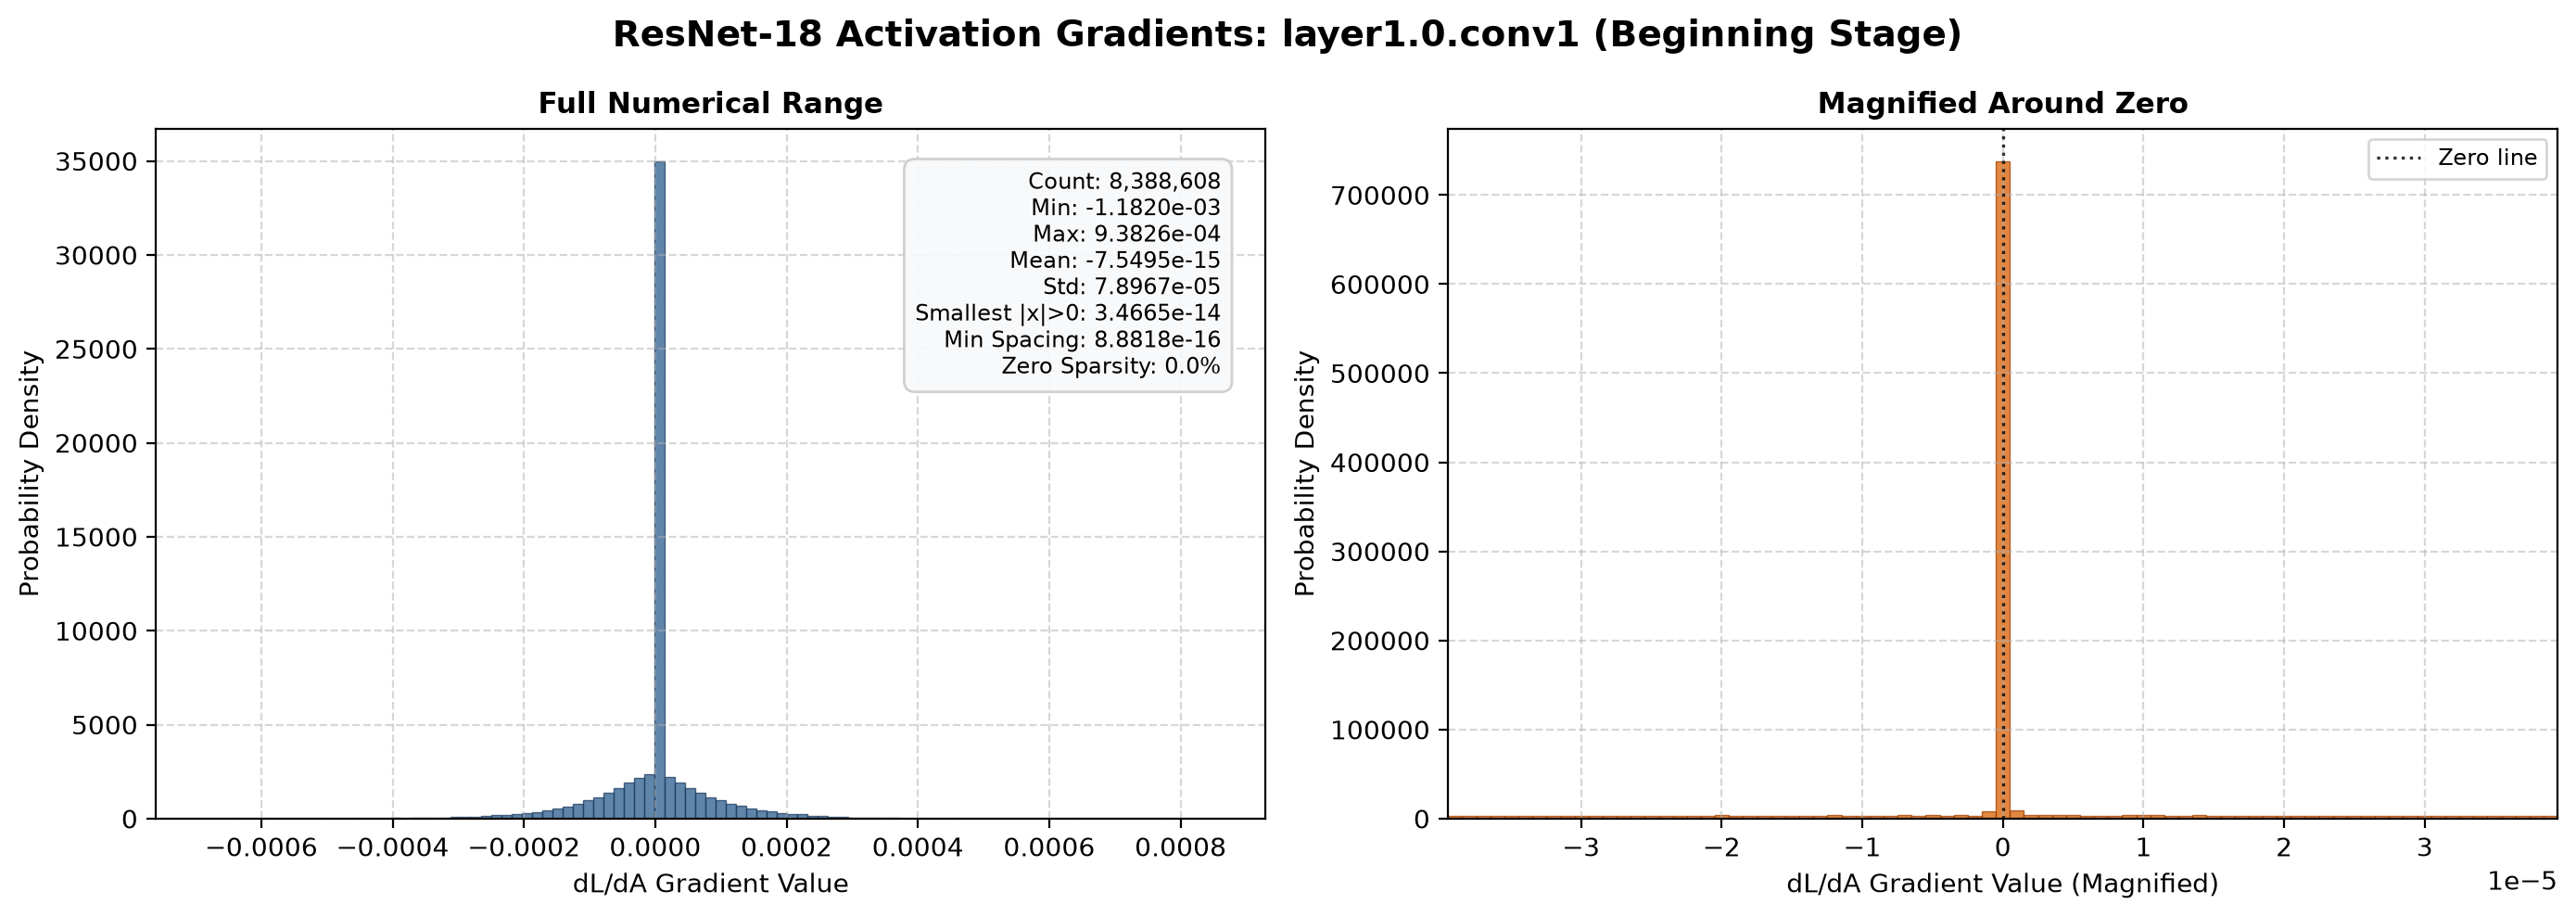 ResNet-18 Activation Gradients: layer1.0.conv1 (Beginning Stage)
Full Numerical Range
Probability Density
35000
30000
25000
20000
15000
10000
5000
0
Count: 8,388,608
Min: -1.1820e-03
Max: 9.3826e-04
Mean: -7.5495e-15
Std: 7.8967e-05
Smallest |x|>0: 3.4665e-14
Min Spacing: 8.8818e-16
Zero Sparsity: 0.0%
−0.0006 −0.0004 −0.0002 0.0000 0.0002 0.0004 0.0006 0.0008
dL/dA Gradient Value
Magnified Around Zero
Probability Density
700000
600000
500000
400000
300000
200000
100000
0
Zero line
−3 −2 −1 0 1 2 3
1e−5
dL/dA Gradient Value (Magnified)